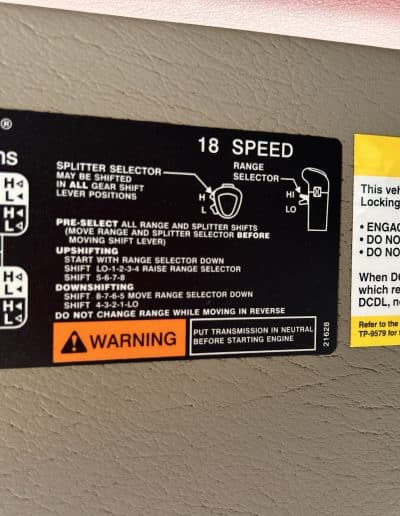 ®
18 SPEED
ns
H
L
H
L
H
L
H
L
SPLITTER SELECTOR
MAY BE SHIFTED
IN ALL GEAR SHIFT
LEVER POSITIONS
H
L
RANGE
SELECTOR
HI
LO
PRE-SELECT ALL RANGE AND SPLITTER SHIFTS
(MOVE RANGE AND SPLITTER SELECTOR BEFORE
MOVING SHIFT LEVER)
UPSHIFTING
START WITH RANGE SELECTOR DOWN
SHIFT LO-1-2-3-4 RAISE RANGE SELECTOR
SHIFT 5-6-7-8
DOWNSHIFTING
SHIFT 8-7-6-5 MOVE RANGE SELECTOR DOWN
SHIFT 4-3-2-1-LO
DO NOT CHANGE RANGE WHILE MOVING IN REVERSE
WARNING
PUT TRANSMISSION IN NEUTRAL
BEFORE STARTING ENGINE
21628
This veh
Locking
• ENGAG
• DO NO
• DO NO
When DC
which re
DCDL, n
Refer to the
TP-9579 for